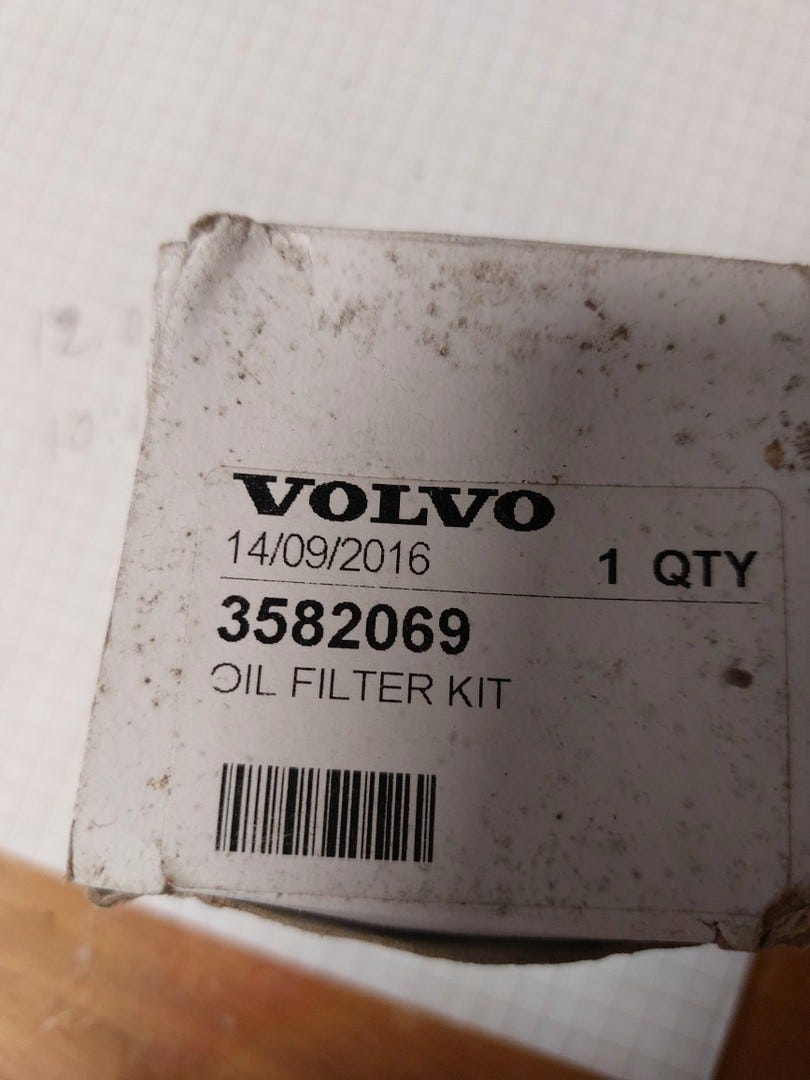 VOLVO
14/09/2016 1 QTY
3582069
OIL FILTER KIT